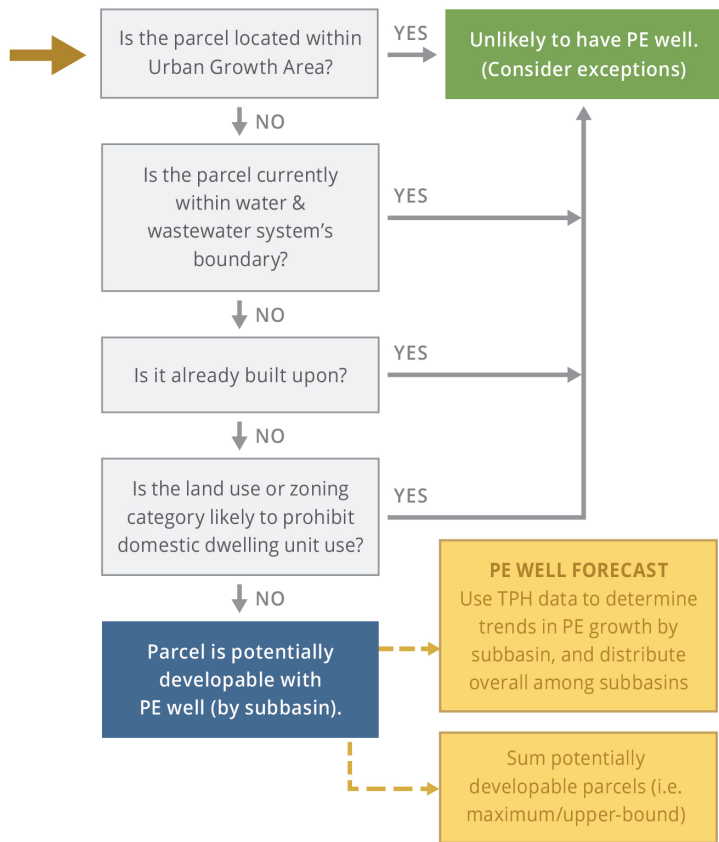 Is the parcel located within
Urban Growth Area?
YES
Unlikely to have PE well.
(Consider exceptions)
NO
Is the parcel currently
within water &
wastewater system's
boundary?
YES
NO
Is it already built upon?
YES
NO
Is the land use or zoning
category likely to prohibit
domestic dwelling unit use?
YES
NO
Parcel is potentially
developable with
PE well (by subbasin).
PE WELL FORECAST
Use TPH data to determine
trends in PE growth by
subbasin, and distribute
overall among subbasins
Sum potentially
developable parcels (i.e.
maximum/upper-bound)